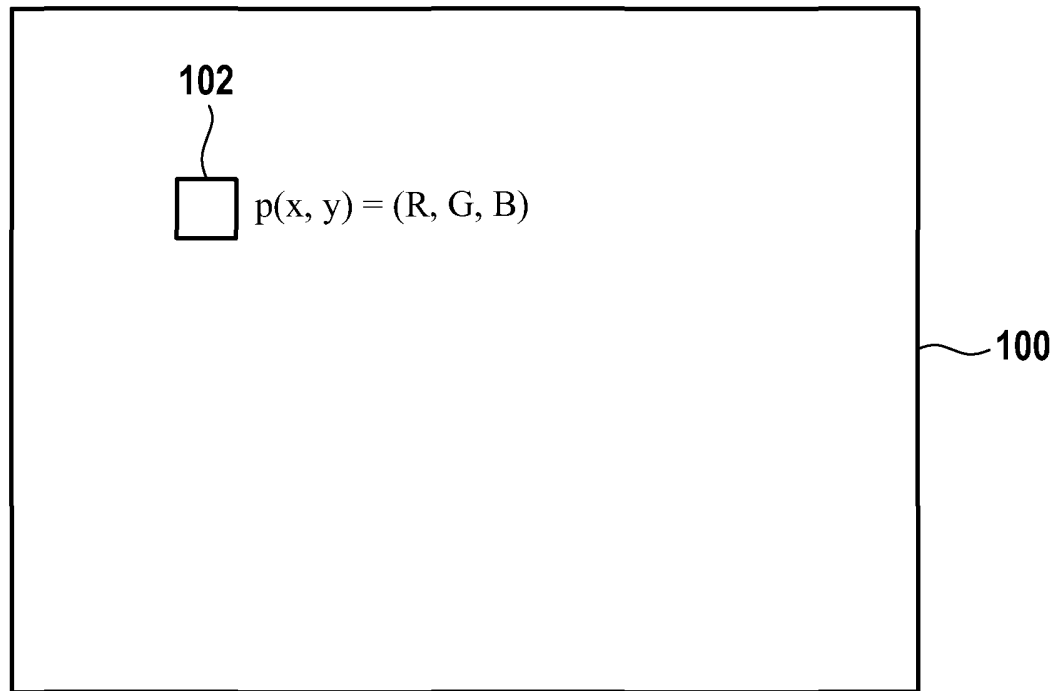 102
p(x, y) = (R, G, B)
100